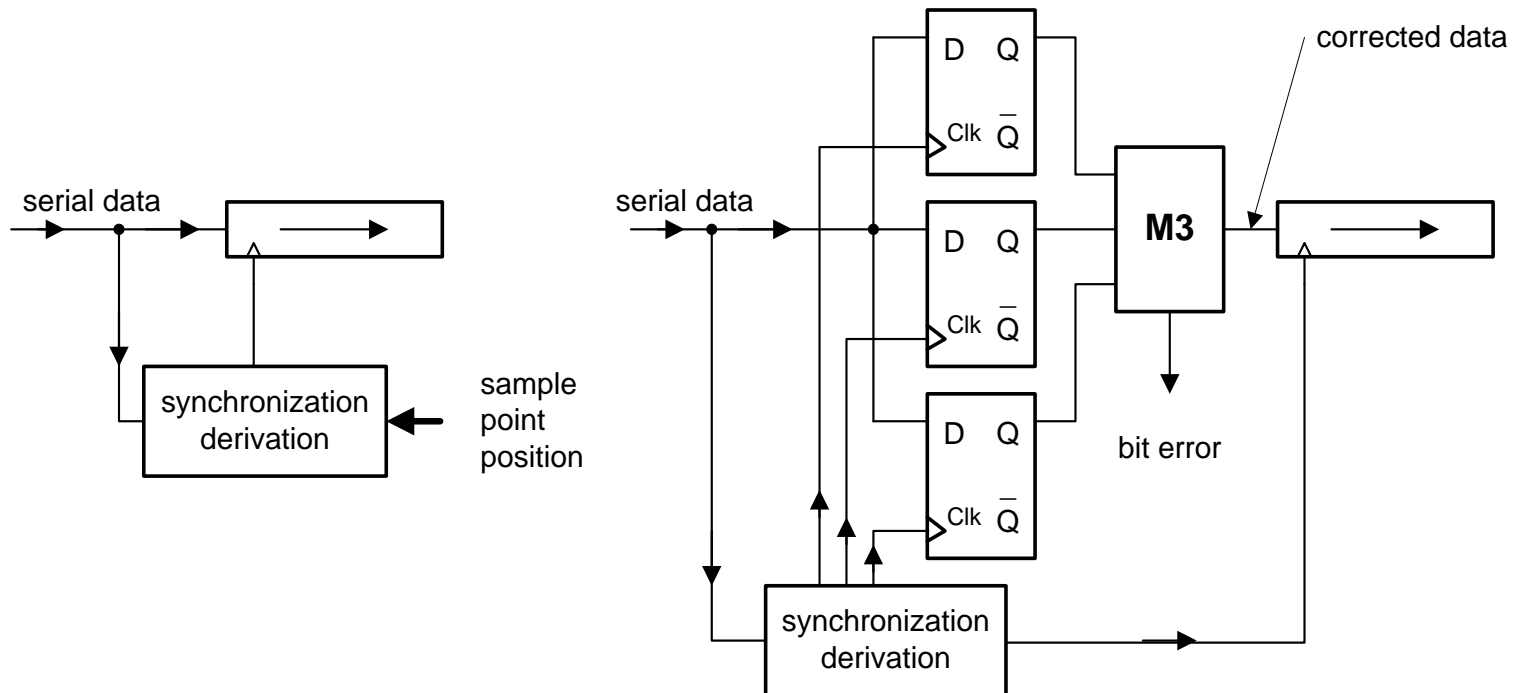 serial data
synchronization
derivation
sample
point
position
serial data
D Q
Clk Q̅
D Q
Clk Q̅
D Q
Clk Q̅
M3
corrected data
bit error
synchronization
derivation